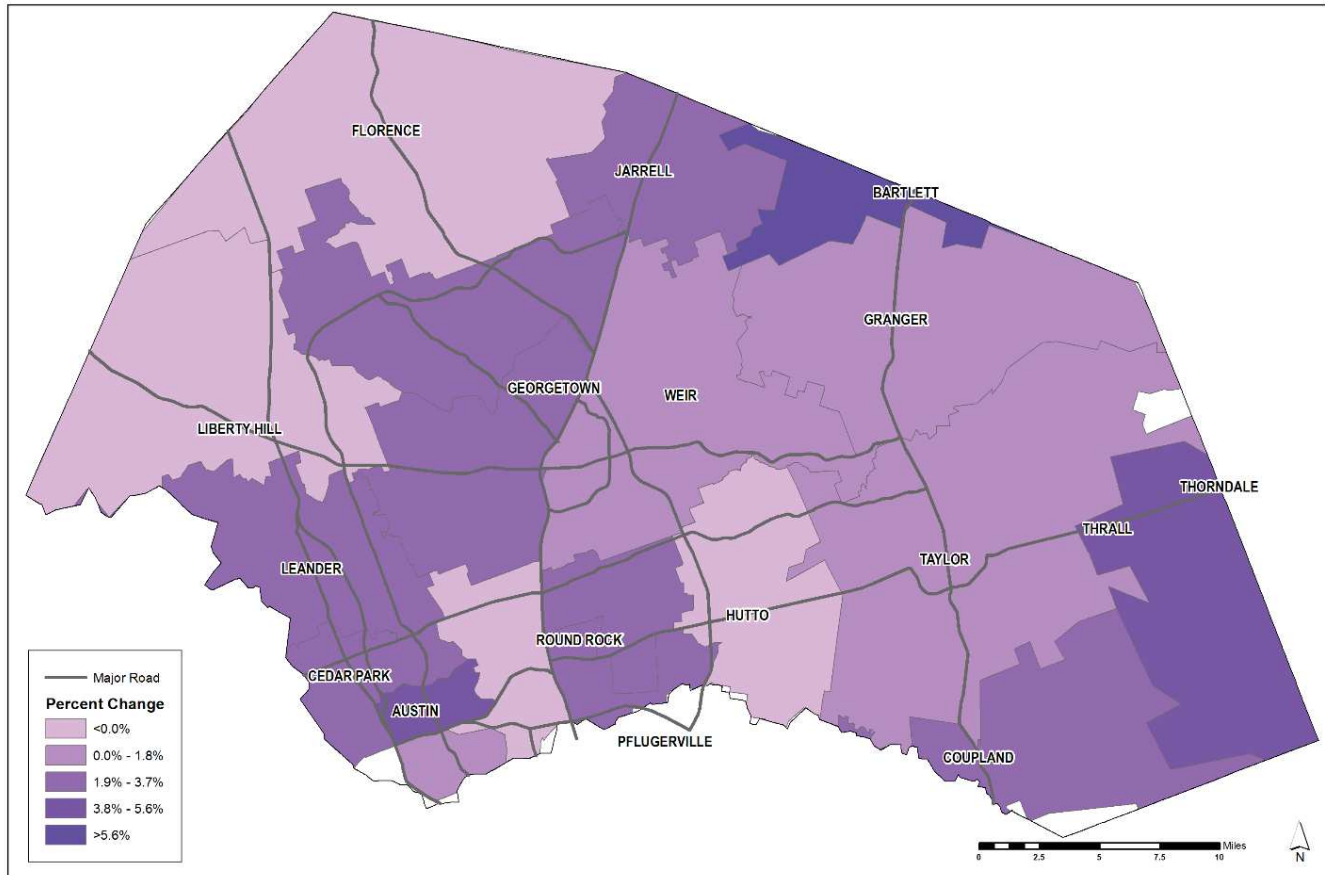 FLORENCE
JARRELL
BARTLETT
GRANGER
GEORGETOWN
WEIR
LIBERTY HILL
THORNDALE
THRALL
TAYLOR
LEANDER
HUTTO
ROUND ROCK
CEDAR PARK
AUSTIN
PFLUGERVILLE
COUPLAND
Major Road
Percent Change
<0.0%
0.0% - 1.8%
1.9% - 3.7%
3.8% - 5.6%
>5.6%
Miles
0 2.5 5 7.5 10
N